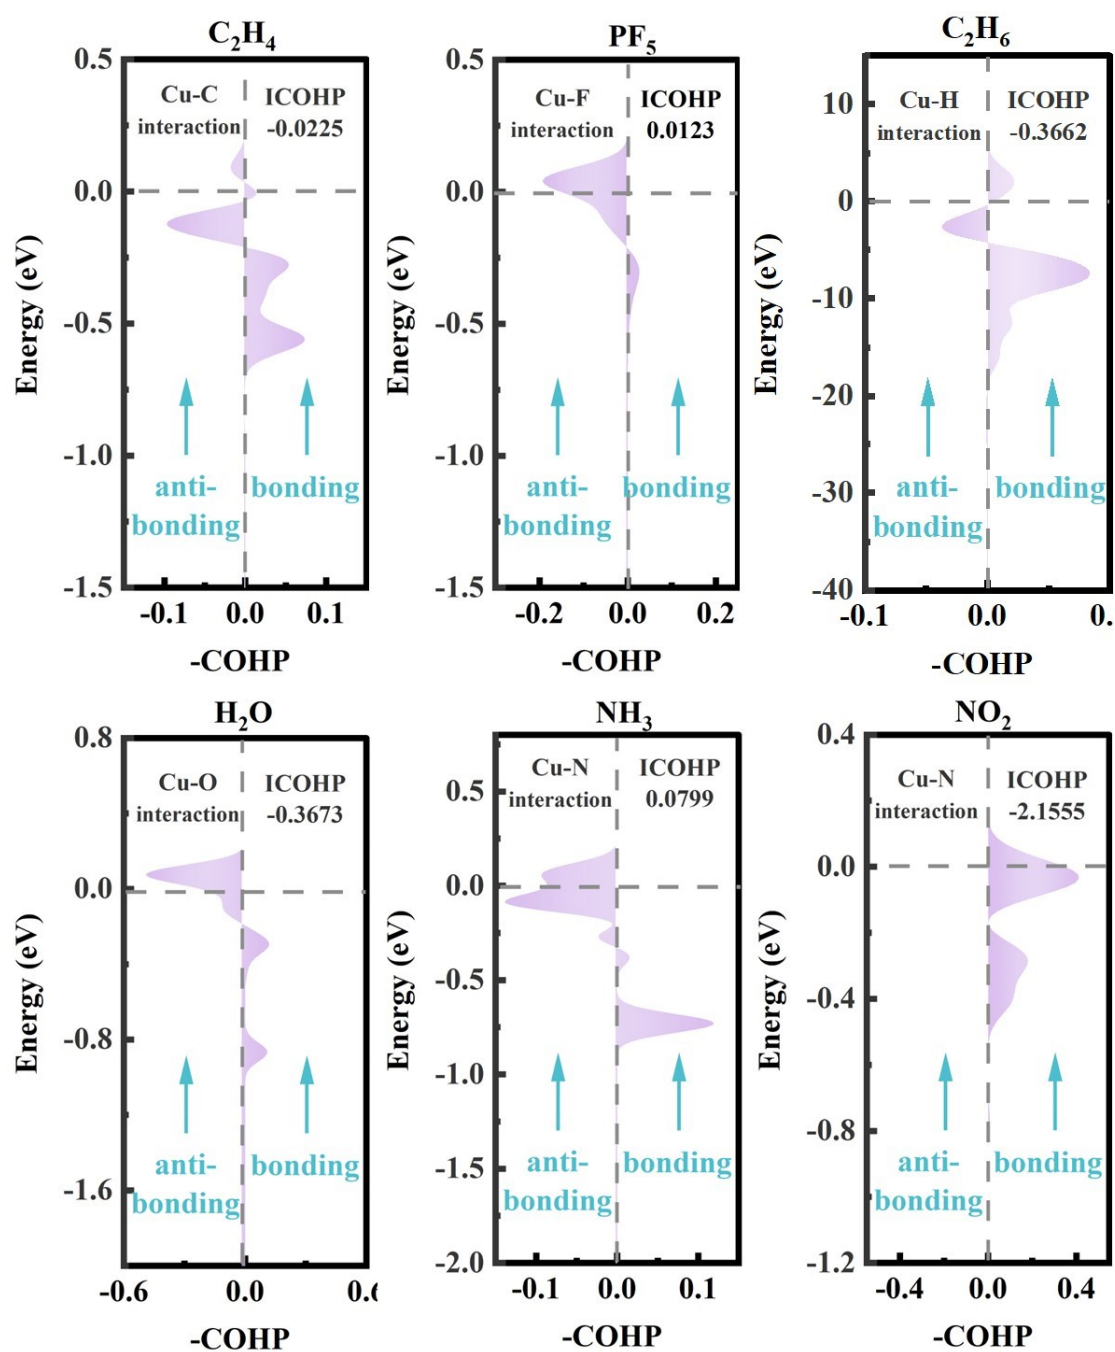 C₂H₄
0.5
0.0
-0.5
-1.0
-1.5
Energy (eV)
Cu-C
interaction
ICOHP
-0.0225
anti-
bonding
bonding
-0.1
0.0
0.1
-COHP
PF₅
0.5
0.0
-0.5
-1.0
-1.5
Energy (eV)
Cu-F
interaction
ICOHP
0.0123
anti-
bonding
bonding
-0.2
0.0
0.2
-COHP
C₂H₆
10
0
-10
-20
-30
-40
Energy (eV)
Cu-H
interaction
ICOHP
-0.3662
anti-
bonding
bonding
-0.1
0.0
0.
-COHP
H₂O
0.8
0.0
-0.8
-1.6
Energy (eV)
Cu-O
interaction
ICOHP
-0.3673
anti-
bonding
bonding
-0.6
0.0
-COHP
NH₃
0.5
0.0
-0.5
-1.0
-1.5
-2.0
Energy (eV)
Cu-N
interaction
ICOHP
0.0799
anti-
bonding
bonding
-0.1
0.0
0.1
-COHP
NO₂
0.4
0.0
-0.4
-0.8
-1.2
Energy (eV)
Cu-N
interaction
ICOHP
-2.1555
anti-
bonding
bonding
-0.4
0.0
0.4
-COHP